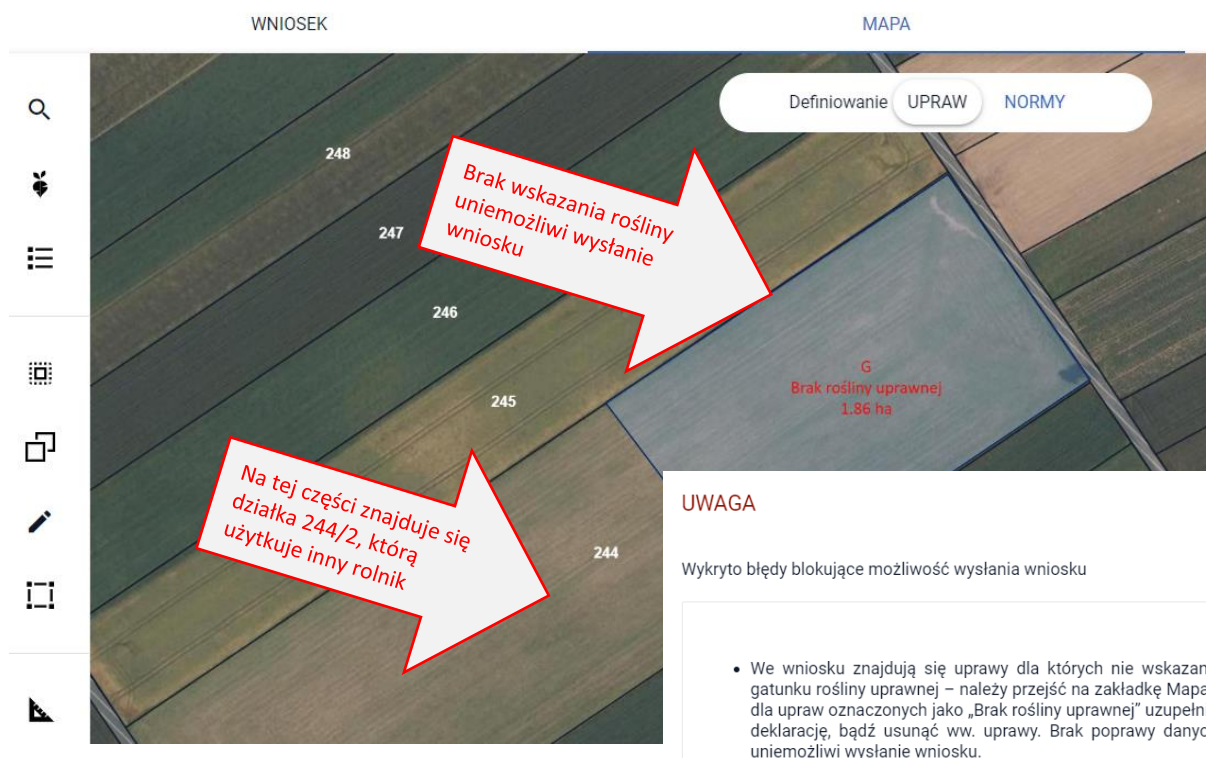 WNIOSEK
MAPA
Definiowanie UPRAW NORMY
248
Brak wskazania rośliny
uniemożliwi wysłanie
wniosku
247
246
G
Brak rośliny uprawnej
1.86 ha
245
Na tej części znajduje się
działka 244/2, którą
użytkuje inny rolnik
244
UWAGA
Wykryto błędy blokujące możliwość wysłania wniosku
• We wniosku znajdują się uprawy dla których nie wskazan
gatunku rośliny uprawnej – należy przejść na zakładkę Mapa
dla upraw oznaczonych jako „Brak rośliny uprawnej” uzupełn
deklarację, bądź usunąć ww. uprawy. Brak poprawy danyc
uniemożliwi wysłanie wniosku.